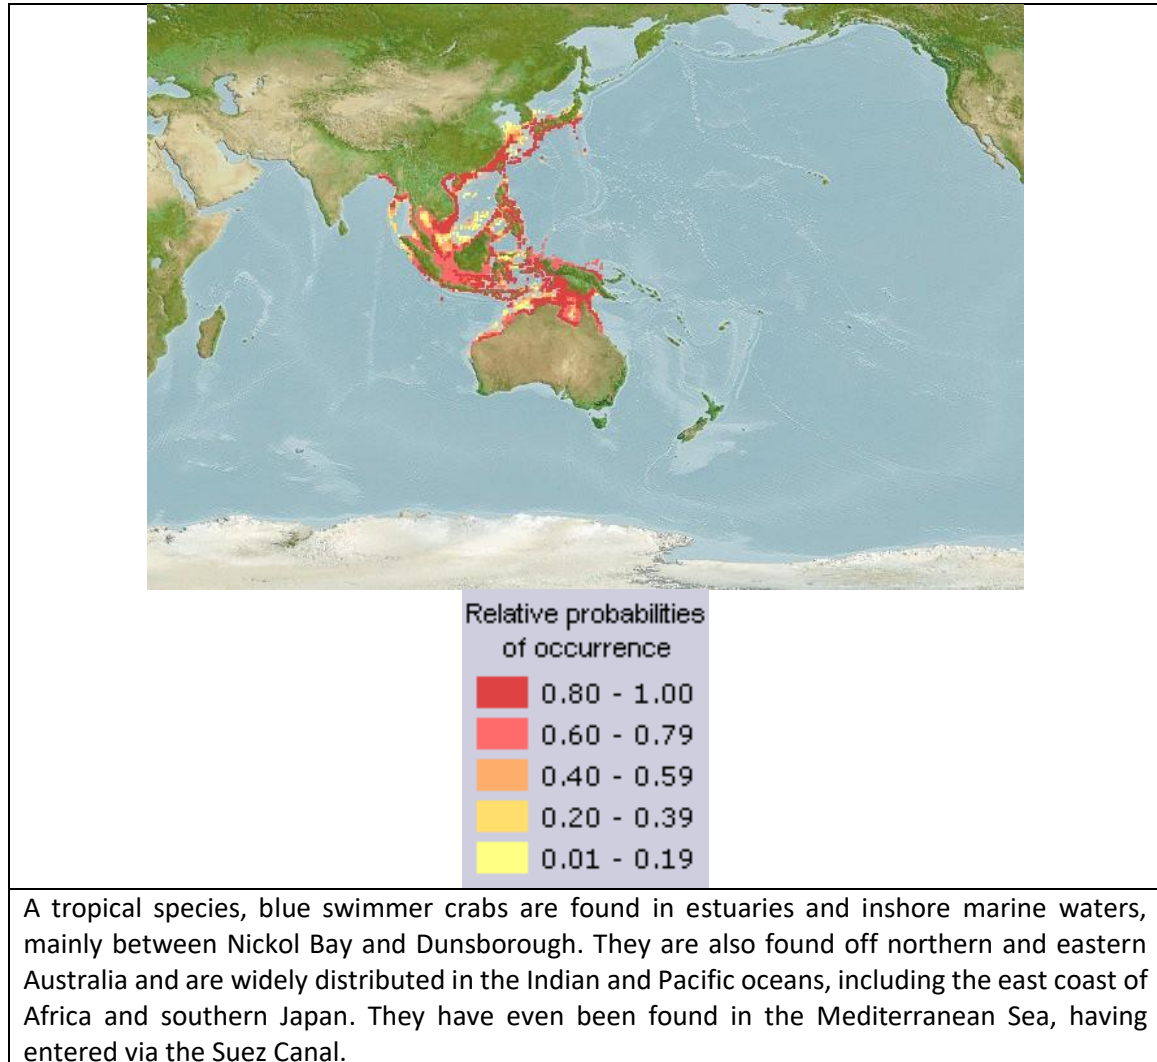 Relative probabilities
of occurrence
0.80 - 1.00
0.60 - 0.79
0.40 - 0.59
0.20 - 0.39
0.01 - 0.19
A tropical species, blue swimmer crabs are found in estuaries and inshore marine waters,
mainly between Nickol Bay and Dunsborough. They are also found off northern and eastern
Australia and are widely distributed in the Indian and Pacific oceans, including the east coast of
Africa and southern Japan. They have even been found in the Mediterranean Sea, having
entered via the Suez Canal.